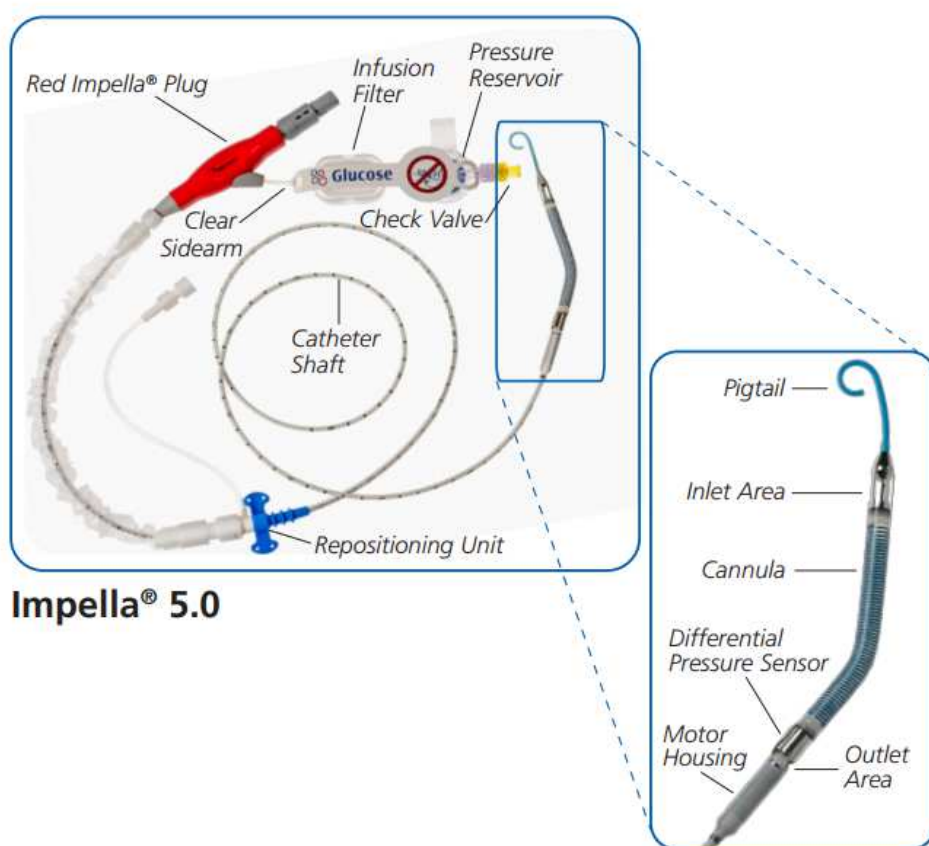 Red Impella® Plug
Infusion
Filter
Pressure
Reservoir
Glucose
Clear
Sidearm
Check Valve
Catheter
Shaft
Repositioning Unit
Impella® 5.0
Pigtail
Inlet Area
Cannula
Differential
Pressure Sensor
Motor
Housing
Outlet
Area